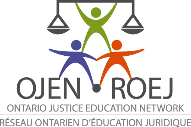 OJEN ROEJ
ONTARIO JUSTICE EDUCATION NETWORK
RÉSEAU ONTARIEN D'ÉDUCATION JURIDIQUE